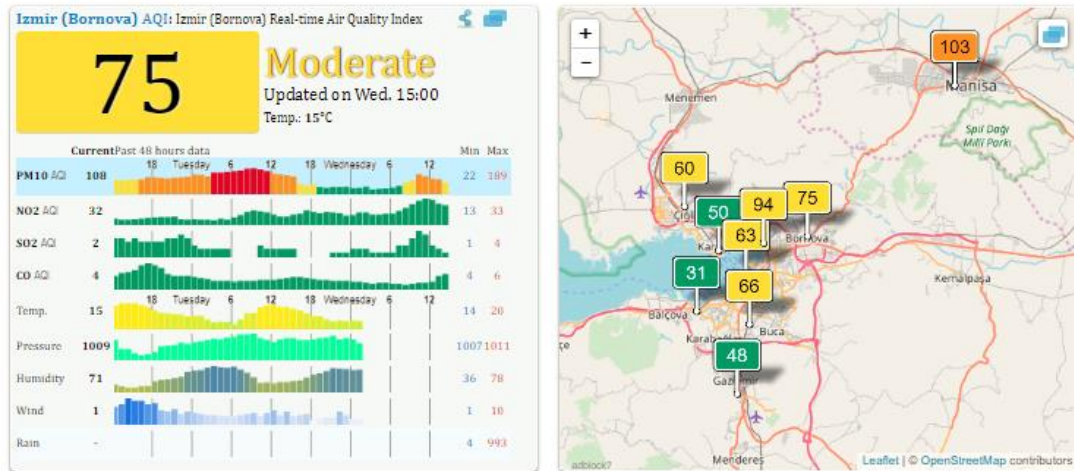 Izmir (Bornova) AQI: Izmir (Bornova) Real-time Air Quality Index
75
Moderate
Updated on Wed. 15:00
Temp.: 15°C
Current Past 48 hours data Min Max
18 Tuesday 6 12 18 Wednesday 6 12
PM10 AQI 108 22 189
NO2 AQI 32 13 33
SO2 AQI 2 1 4
CO AQI 4 4 6
18 Tuesday 6 12 18 Wednesday 6 12
Temp. 15 14 20
Pressure 1009 1007 1011
Humidity 71 36 78
Wind 1 1 10
Rain - 4 993
+
−
103
Manisa
Menemen
Spil Dağı
Millî Parkı
60
50
94
75
Çiğli
63
Bornova
31
66
Kemalpaşa
Balçova
Buca
48
Menderes
adblock7
Leaflet | © OpenStreetMap contributors